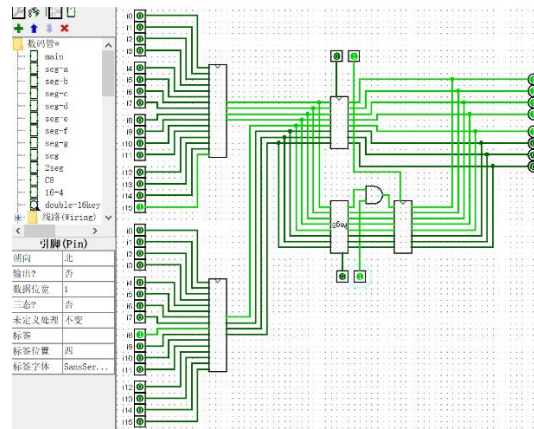 数码管*
main
seg-a
seg-b
seg-c
seg-d
seg-e
seg-f
seg-g
seg
2seg
C8
16-4
double-16key
线路(Wiring)
引脚(Pin)
朝向 北
输出? 否
数据位宽 1
三态? 否
未定义处理 不变
标签
标签位置 西
标签字体 SansSer...
i0
i1
i2
i3
i4
i5
i6
i7
i8
i9
i10
i11
i12
i13
i14
i15
i0
i1
i2
i3
i4
i5
i6
i7
i8
i9
i10
i11
i12
i13
i14
i15